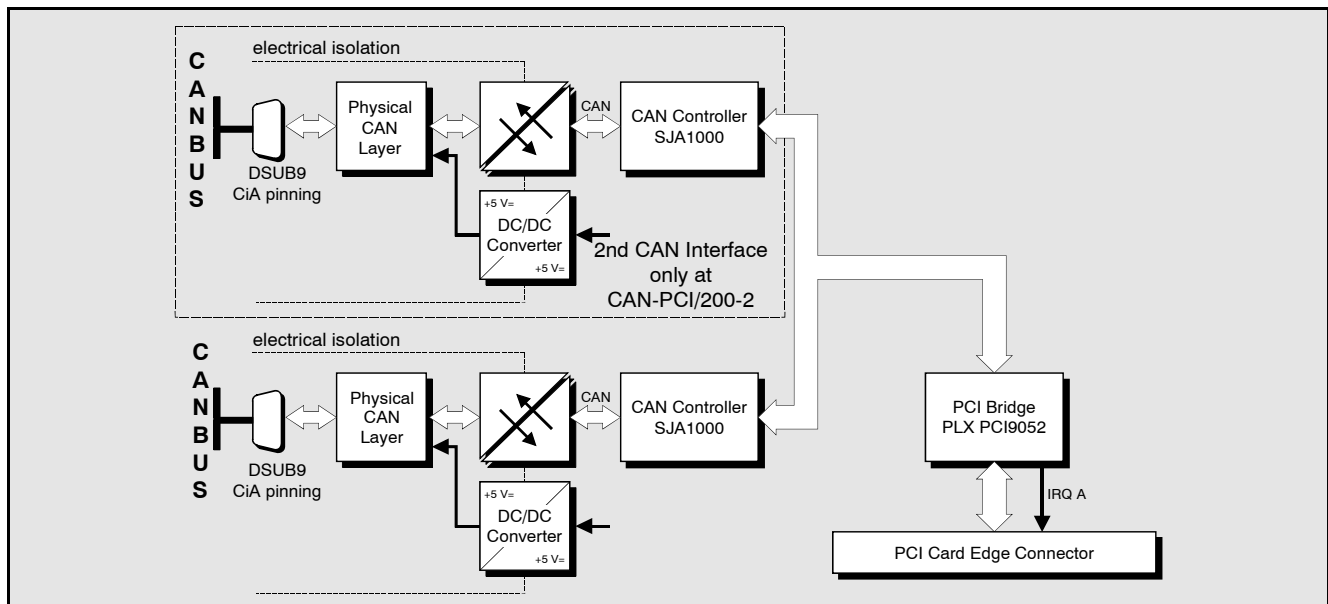 CANBUS
electrical isolation
DSUB9
CiA pinning
Physical
CAN
Layer
CAN
CAN Controller
SJA1000
+5 V=
DC/DC
Converter
+5 V=
2nd CAN Interface
only at
CAN-PCI/200-2
CANBUS
electrical isolation
DSUB9
CiA pinning
Physical
CAN
Layer
CAN
CAN Controller
SJA1000
+5 V=
DC/DC
Converter
+5 V=
PCI Bridge
PLX PCI9052
IRQ A
PCI Card Edge Connector